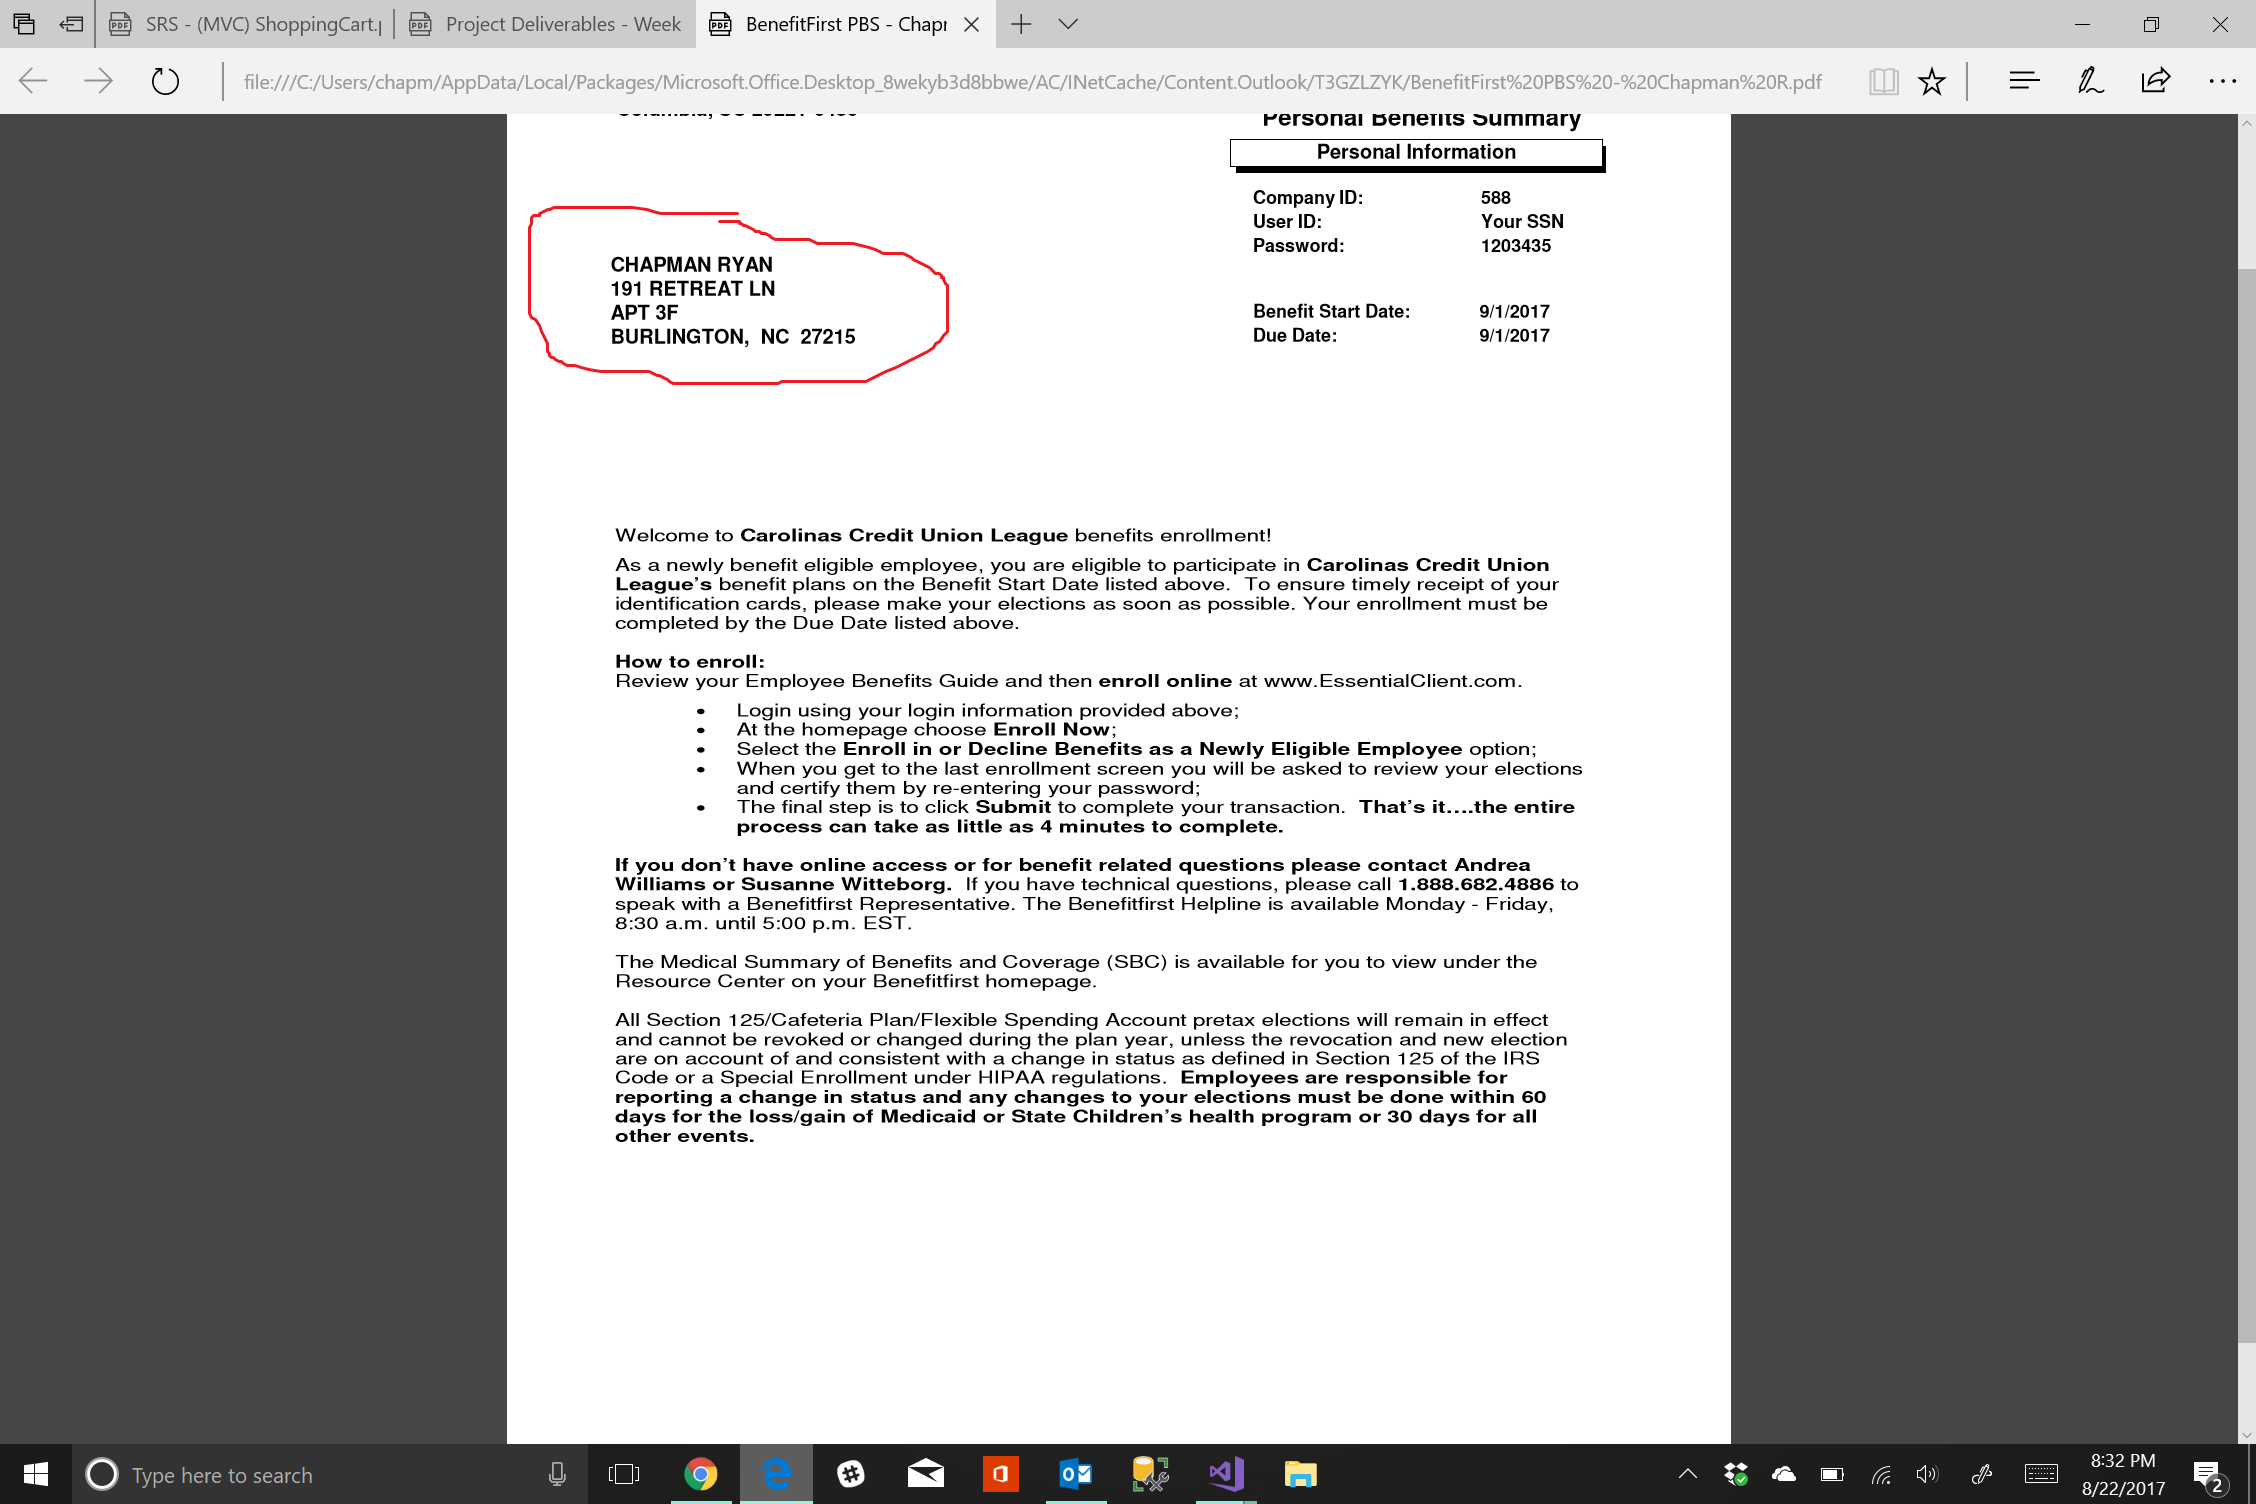 SRS - (MVC) ShoppingCart.p
Project Deliverables - Week
BenefitFirst PBS - Chapr
file:///C:/Users/chapm/AppData/Local/Packages/Microsoft.Office.Desktop_8wekyb3d8bbwe/AC/INetCache/Content.Outlook/T3GZLZYK/BenefitFirst%20PBS%20-%20Chapman%20R.pdf
Personal Benefits Summary
Personal Information
Company ID: 588
User ID: Your SSN
Password: 1203435
CHAPMAN RYAN
191 RETREAT LN
APT 3F
BURLINGTON, NC 27215
Benefit Start Date: 9/1/2017
Due Date: 9/1/2017
Welcome to Carolinas Credit Union League benefits enrollment!
As a newly benefit eligible employee, you are eligible to participate in Carolinas Credit Union
League's benefit plans on the Benefit Start Date listed above. To ensure timely receipt of your
identification cards, please make your elections as soon as possible. Your enrollment must be
completed by the Due Date listed above.
How to enroll:
Review your Employee Benefits Guide and then enroll online at www.EssentialClient.com.
• Login using your login information provided above;
• At the homepage choose Enroll Now;
• Select the Enroll in or Decline Benefits as a Newly Eligible Employee option;
• When you get to the last enrollment screen you will be asked to review your elections
and certify them by re-entering your password;
• The final step is to click Submit to complete your transaction. That's it....the entire
process can take as little as 4 minutes to complete.
If you don't have online access or for benefit related questions please contact Andrea
Williams or Susanne Witteborg. If you have technical questions, please call 1.888.682.4886 to
speak with a Benefitfirst Representative. The Benefitfirst Helpline is available Monday - Friday,
8:30 a.m. until 5:00 p.m. EST.
The Medical Summary of Benefits and Coverage (SBC) is available for you to view under the
Resource Center on your Benefitfirst homepage.
All Section 125/Cafeteria Plan/Flexible Spending Account pretax elections will remain in effect
and cannot be revoked or changed during the plan year, unless the revocation and new election
are on account of and consistent with a change in status as defined in Section 125 of the IRS
Code or a Special Enrollment under HIPAA regulations. Employees are responsible for
reporting a change in status and any changes to your elections must be done within 60
days for the loss/gain of Medicaid or State Children's health program or 30 days for all
other events.
Type here to search
8:32 PM
8/22/2017
2